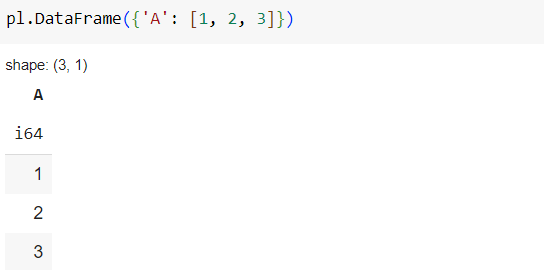 pl.DataFrame({'A': [1, 2, 3]})
shape: (3, 1)
A
i64
1
2
3